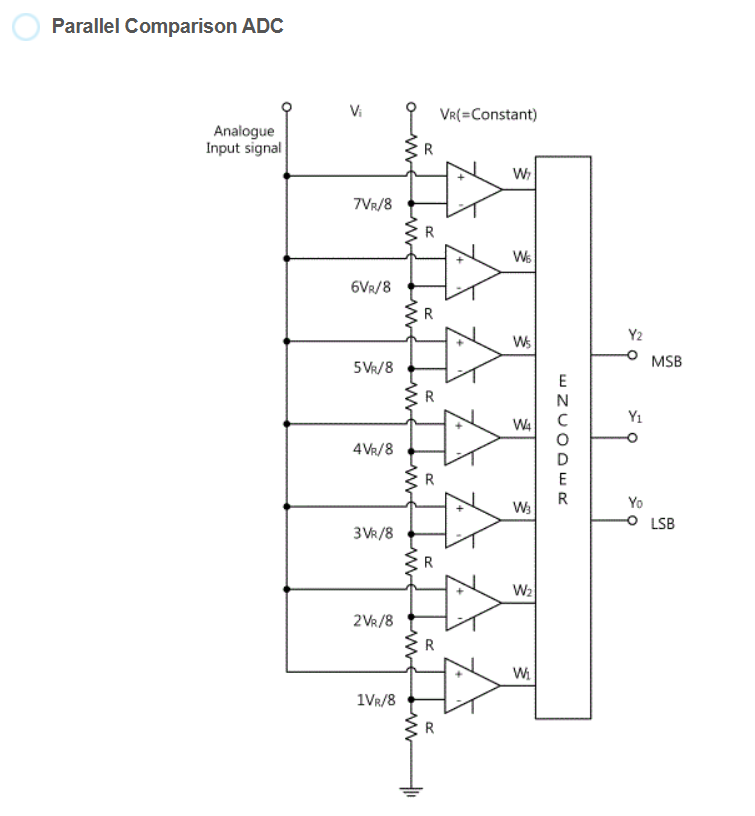 Parallel Comparison ADC
Vi
VR(=Constant)
Analogue
Input signal
R
+
W7
7VR/8
-
R
+
W6
6VR/8
-
R
+
W5
5VR/8
-
R
+
W4
4VR/8
-
R
+
W3
3VR/8
-
R
+
W2
2VR/8
-
R
+
W1
1VR/8
-
R
ENCODER
Y2
MSB
Y1
Y0
LSB